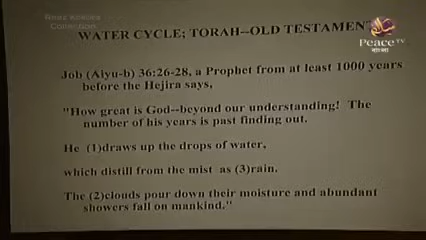 Reaz Kaikous
Collection
Peace TV
বাংলা
WATER CYCLE; TORAH--OLD TESTAMENT
Job (Aiyu-b) 36:26-28, a Prophet from at least 1000 years
before the Hejira says,
"How great is God--beyond our understanding!  The
number of his years is past finding out.
He (1)draws up the drops of water,
which distill from the mist as (3)rain.
The (2)clouds pour down their moisture and abundant
showers fall on mankind."